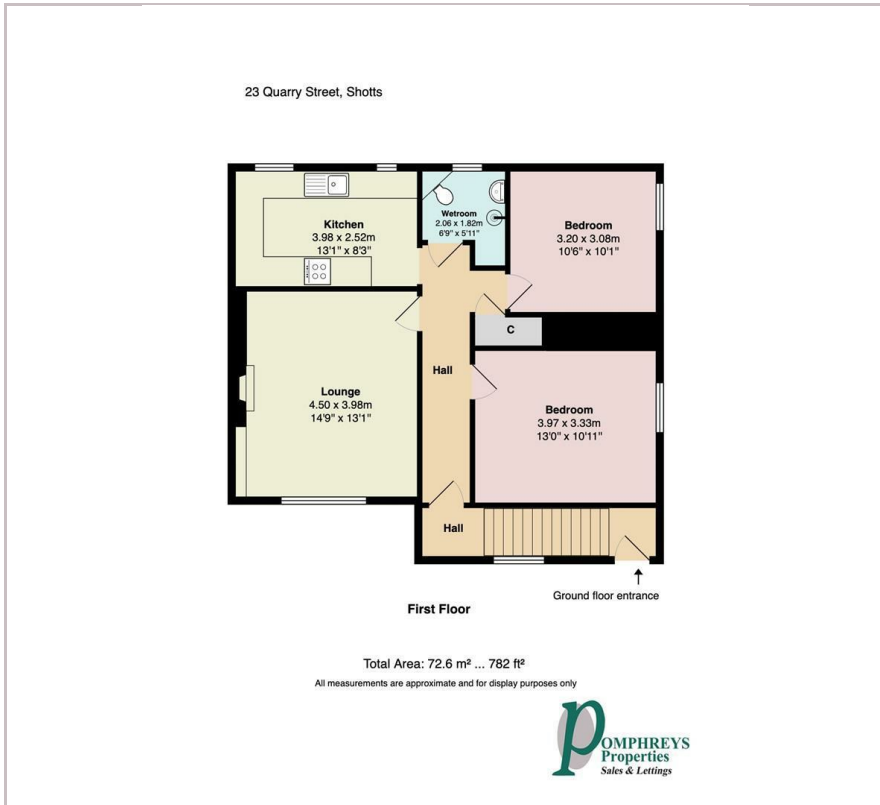 23 Quarry Street, Shotts
Kitchen
3.98 x 2.52m
13'1" x 8'3"
Wetroom
2.06 x 1.82m
6'9" x 5'11"
Bedroom
3.20 x 3.08m
10'6" x 10'1"
C
Hall
Lounge
4.50 x 3.98m
14'9" x 13'1"
Bedroom
3.97 x 3.33m
13'0" x 10'11"
Hall
Ground floor entrance
First Floor
Total Area: 72.6 m² ... 782 ft²
All measurements are approximate and for display purposes only
POMPHREYS
Properties
Sales & Lettings